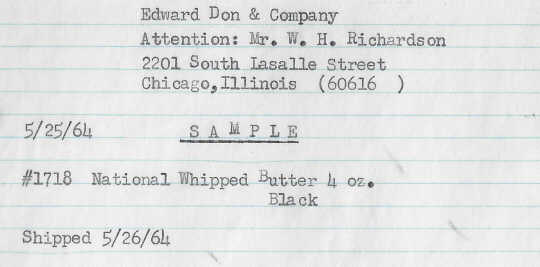 Edward Don & Company
Attention: Mr. W. H. Richardson
2201 South Lasalle Street
Chicago, Illinois (60616 )
5/25/64 S A M P L E
#1718 National Whipped Butter 4 oz.
Black
Shipped 5/26/64